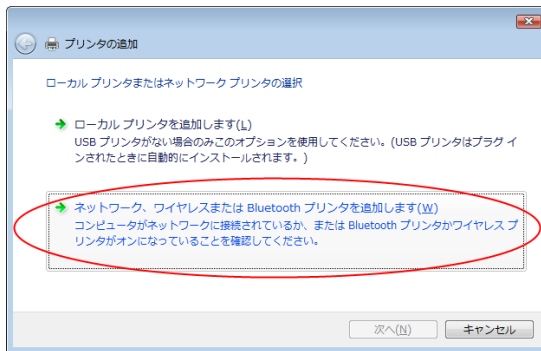 プリンタの追加
ローカル プリンタまたはネットワーク プリンタの選択
ローカル プリンタを追加します(L)
USB プリンタがない場合のみこのオプションを使用してください。(USB プリンタはプラグ イ
ンされたときに自動的にインストールされます。)
ネットワーク、ワイヤレスまたは Bluetooth プリンタを追加します(W)
コンピュータがネットワークに接続されているか、または Bluetooth プリンタかワイヤレス プ
リンタがオンになっていることを確認してください。
次へ(N)
キャンセル